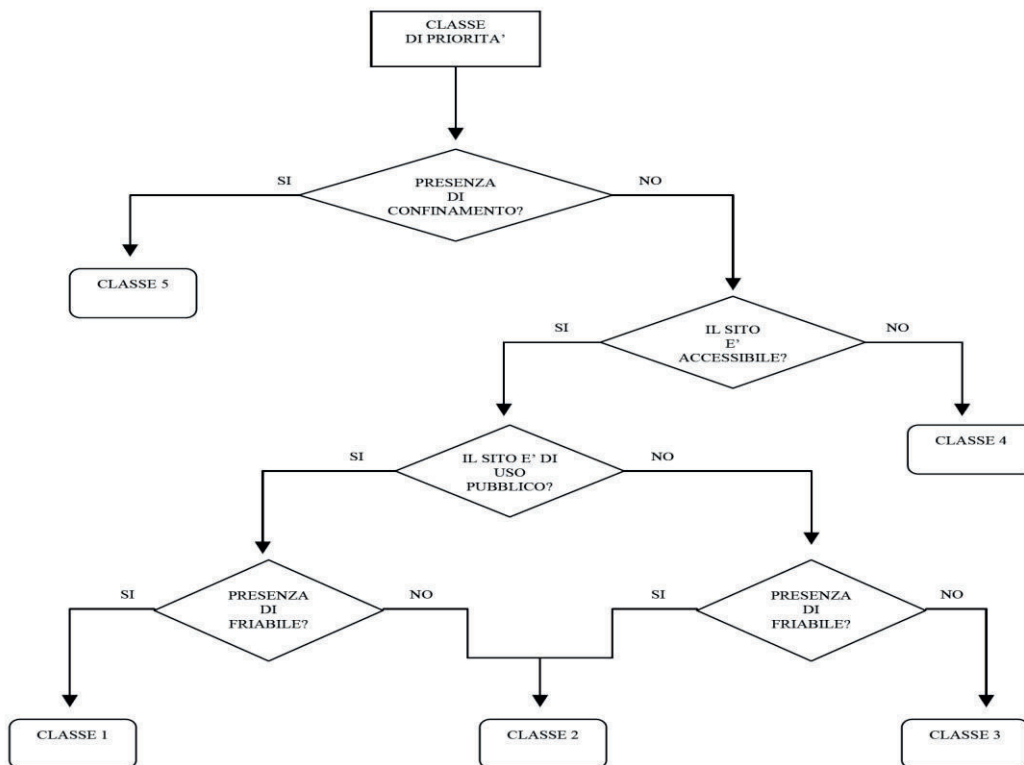 CLASSE
DI PRIORITA’
SI
NO
PRESENZA
DI
CONFINAMENTO?
CLASSE 5
SI
NO
IL SITO
E’
ACCESSIBILE?
CLASSE 4
SI
NO
IL SITO E’ DI
USO
PUBBLICO?
SI
NO
SI
NO
PRESENZA
DI
FRIABILE?
PRESENZA
DI
FRIABILE?
CLASSE 1
CLASSE 2
CLASSE 3